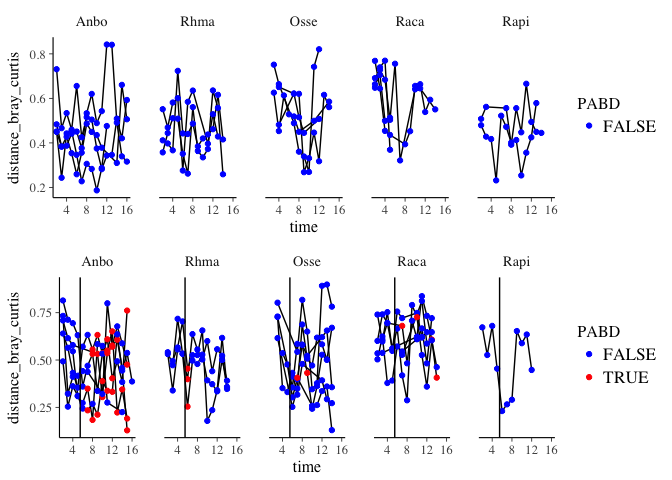 Anbo Rhma Osse Raca Rapi
distance_bray_curtis
0.8
0.6
0.4
0.2
4 8 12 16 4 8 12 16 4 8 12 16 4 8 12 16 4 8 12 16
time
PABD
FALSE
Anbo Rhma Osse Raca Rapi
distance_bray_curtis
0.75
0.50
0.25
4 8 12 16 4 8 12 16 4 8 12 16 4 8 12 16 4 8 12 16
time
PABD
FALSE
TRUE